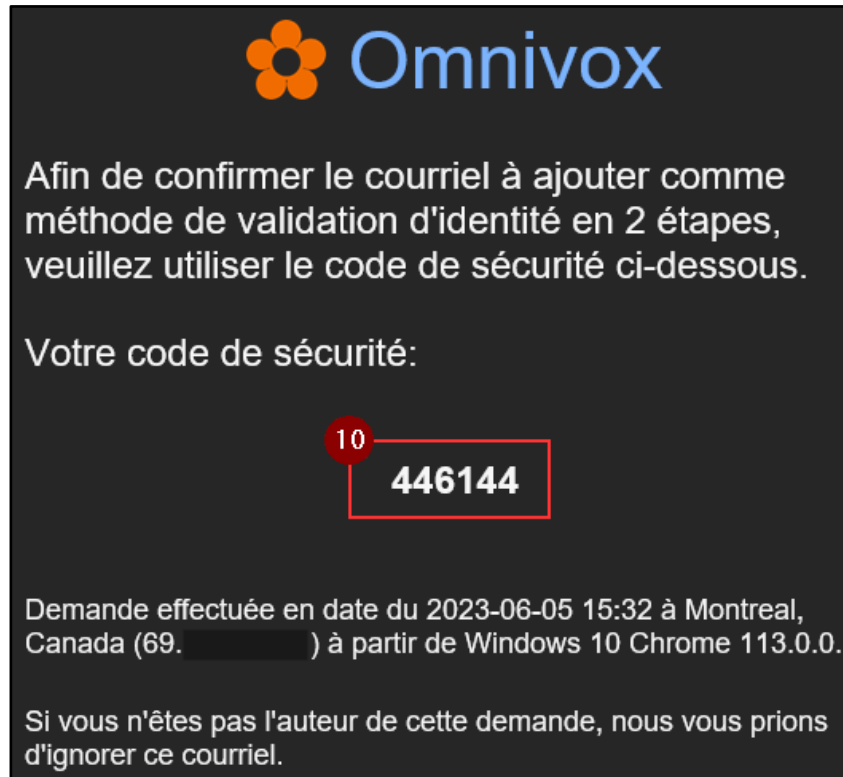 Omnivox
Afin de confirmer le courriel à ajouter comme
méthode de validation d'identité en 2 étapes,
veuillez utiliser le code de sécurité ci-dessous.
Votre code de sécurité:
10
446144
Demande effectuée en date du 2023-06-05 15:32 à Montreal,
Canada (69. ) à partir de Windows 10 Chrome 113.0.0.
Si vous n'êtes pas l'auteur de cette demande, nous vous prions
d'ignorer ce courriel.